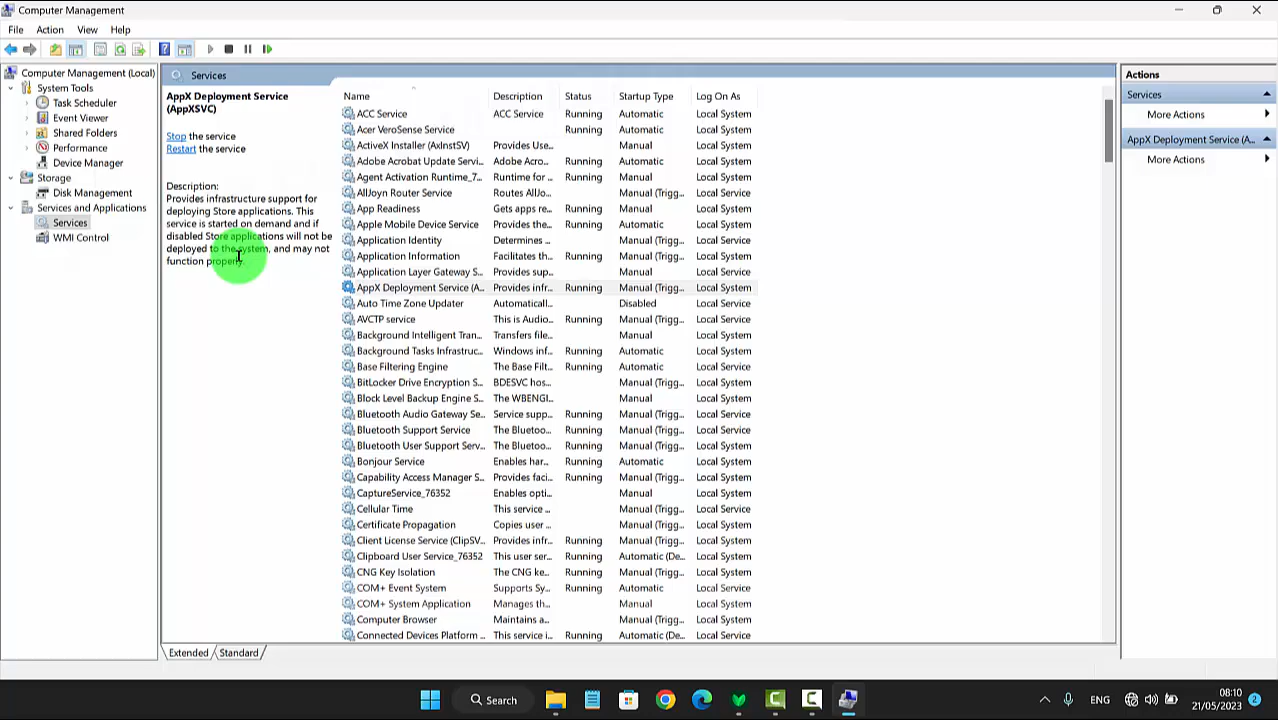 Computer Management
File Action View Help
Computer Management (Local)
System Tools
Task Scheduler
Event Viewer
Shared Folders
Performance
Device Manager
Storage
Disk Management
Services and Applications
Services
WMI Control
Services
AppX Deployment Service
(AppXSVC)
Stop the service
Restart the service
Description:
Provides infrastructure support for
deploying Store applications. This
service is started on demand and if
disabled Store applications will not be
deployed to the system, and may not
function properly.
Name Description Status Startup Type Log On As
ACC Service ACC Service Running Automatic Local System
Acer VeroSense Service Running Automatic Local System
ActiveX Installer (AxInstSV) Provides Use... Manual Local System
Adobe Acrobat Update Servi... Adobe Acro... Running Automatic Local System
Agent Activation Runtime_7... Runtime for ... Running Manual Local System
AllJoyn Router Service Routes AllJo... Manual (Trigg... Local Service
App Readiness Gets apps re... Manual Local System
Apple Mobile Device Service Provides the... Running Automatic Local System
Application Identity Determines ... Manual (Trigg... Local Service
Application Information Facilitates th... Running Manual (Trigg... Local System
Application Layer Gateway S... Provides sup... Manual Local Service
AppX Deployment Service (A... Provides infr... Running Manual (Trigg... Local System
Auto Time Zone Updater Automaticall... Disabled Local Service
AVCTP service This is Audio... Running Manual (Trigg... Local Service
Background Intelligent Tran... Transfers file... Manual Local System
Background Tasks Infrastruc... Windows inf... Running Automatic Local System
Base Filtering Engine The Base Filt... Running Automatic Local Service
BitLocker Drive Encryption S... BDESVC hos... Manual (Trigg... Local System
Block Level Backup Engine S... The WBENGI... Manual Local System
Bluetooth Audio Gateway Se... Service supp... Running Manual (Trigg... Local Service
Bluetooth Support Service The Bluetoo... Running Manual (Trigg... Local Service
Bluetooth User Support Serv... The Bluetoo... Running Manual (Trigg... Local System
Bonjour Service Enables har... Running Automatic Local System
Capability Access Manager S... Provides faci... Running Manual (Trigg... Local System
CaptureService_76352 Enables opti... Manual Local System
Cellular Time This service ... Manual (Trigg... Local Service
Certificate Propagation Copies user ... Manual (Trigg... Local System
Client License Service (ClipSV... Provides infr... Running Manual (Trigg... Local System
Clipboard User Service_76352 This user ser... Running Automatic (De... Local System
CNG Key Isolation The CNG ke... Running Manual (Trigg... Local System
COM+ Event System Supports Sy... Running Automatic Local Service
COM+ System Application Manages th... Manual Local System
Computer Browser Maintains a... Manual (Trigg... Local System
Connected Devices Platform ... This service i... Running Automatic (De... Local Service
Extended Standard
Actions
Services
More Actions
AppX Deployment Service (A...
More Actions
Search
ENG
08:10
21/05/2023
2